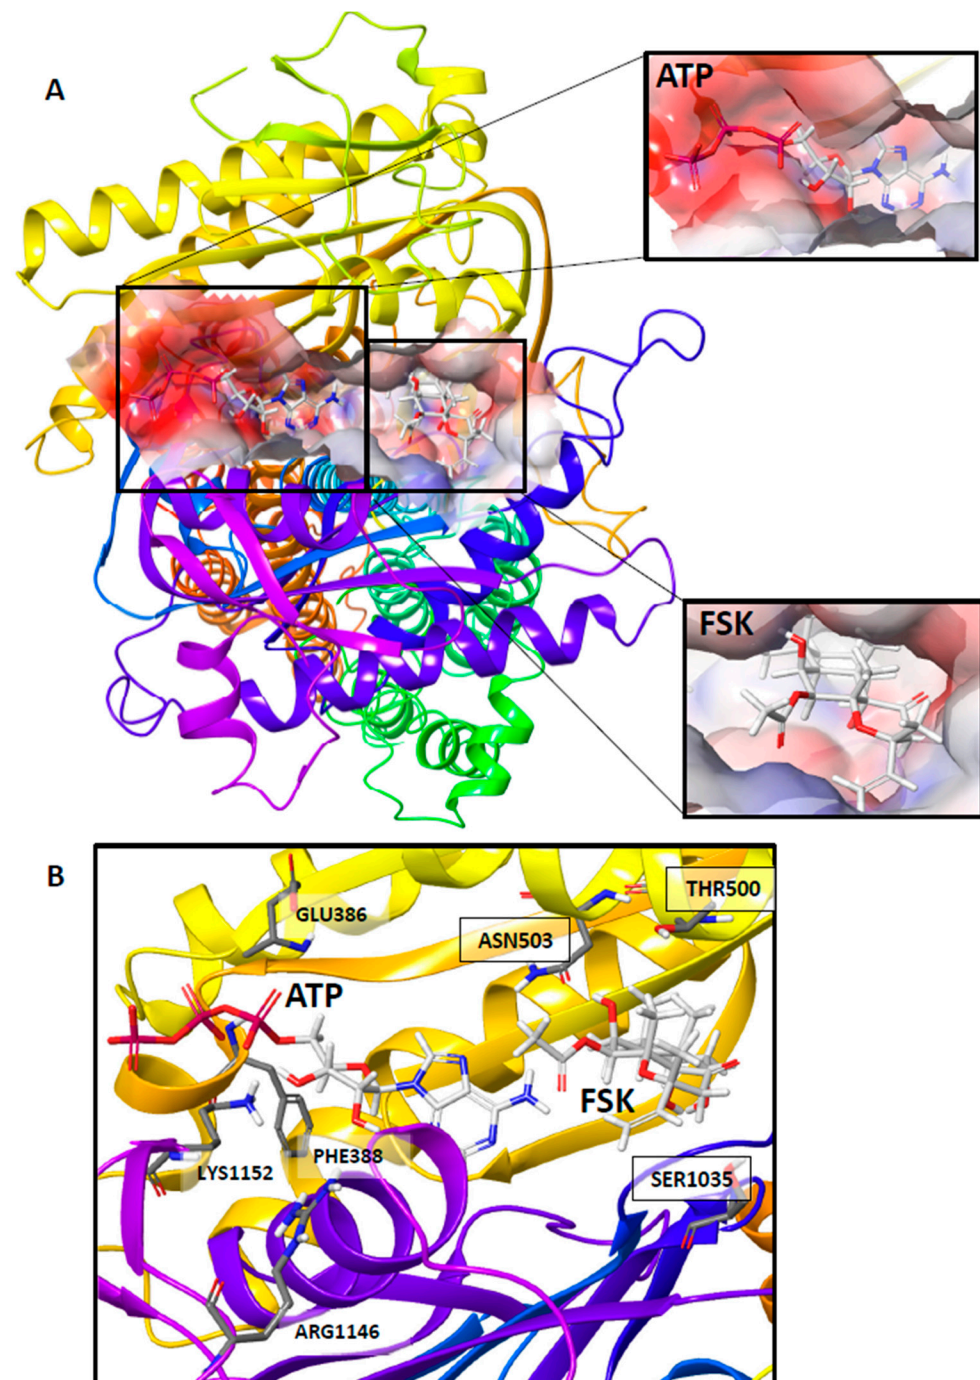 A
ATP
FSK
B
GLU386
THR500
ASN503
ATP
FSK
LYS1152
PHE388
SER1035
ARG1146